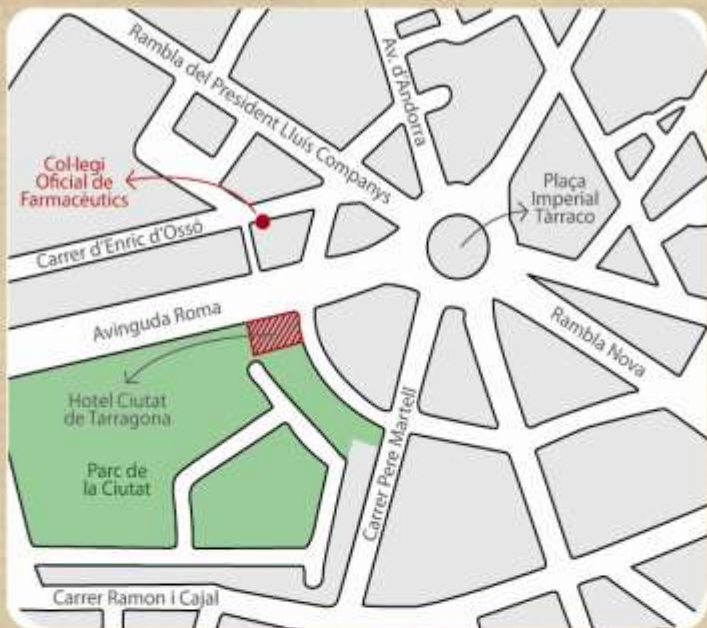 Rambla del President Lluís Companys
Av. d'Andorra
Col·legi
Oficial de
Farmacèutics
Plaça
Imperial
Tàrraco
Carrer d'Enric d'Ossó
Avinguda Roma
Rambla Nova
Hotel Ciutat
de Tarragona
Carrer Pere Martell
Parc de
la Ciutat
Carrer Ramon i Cajal